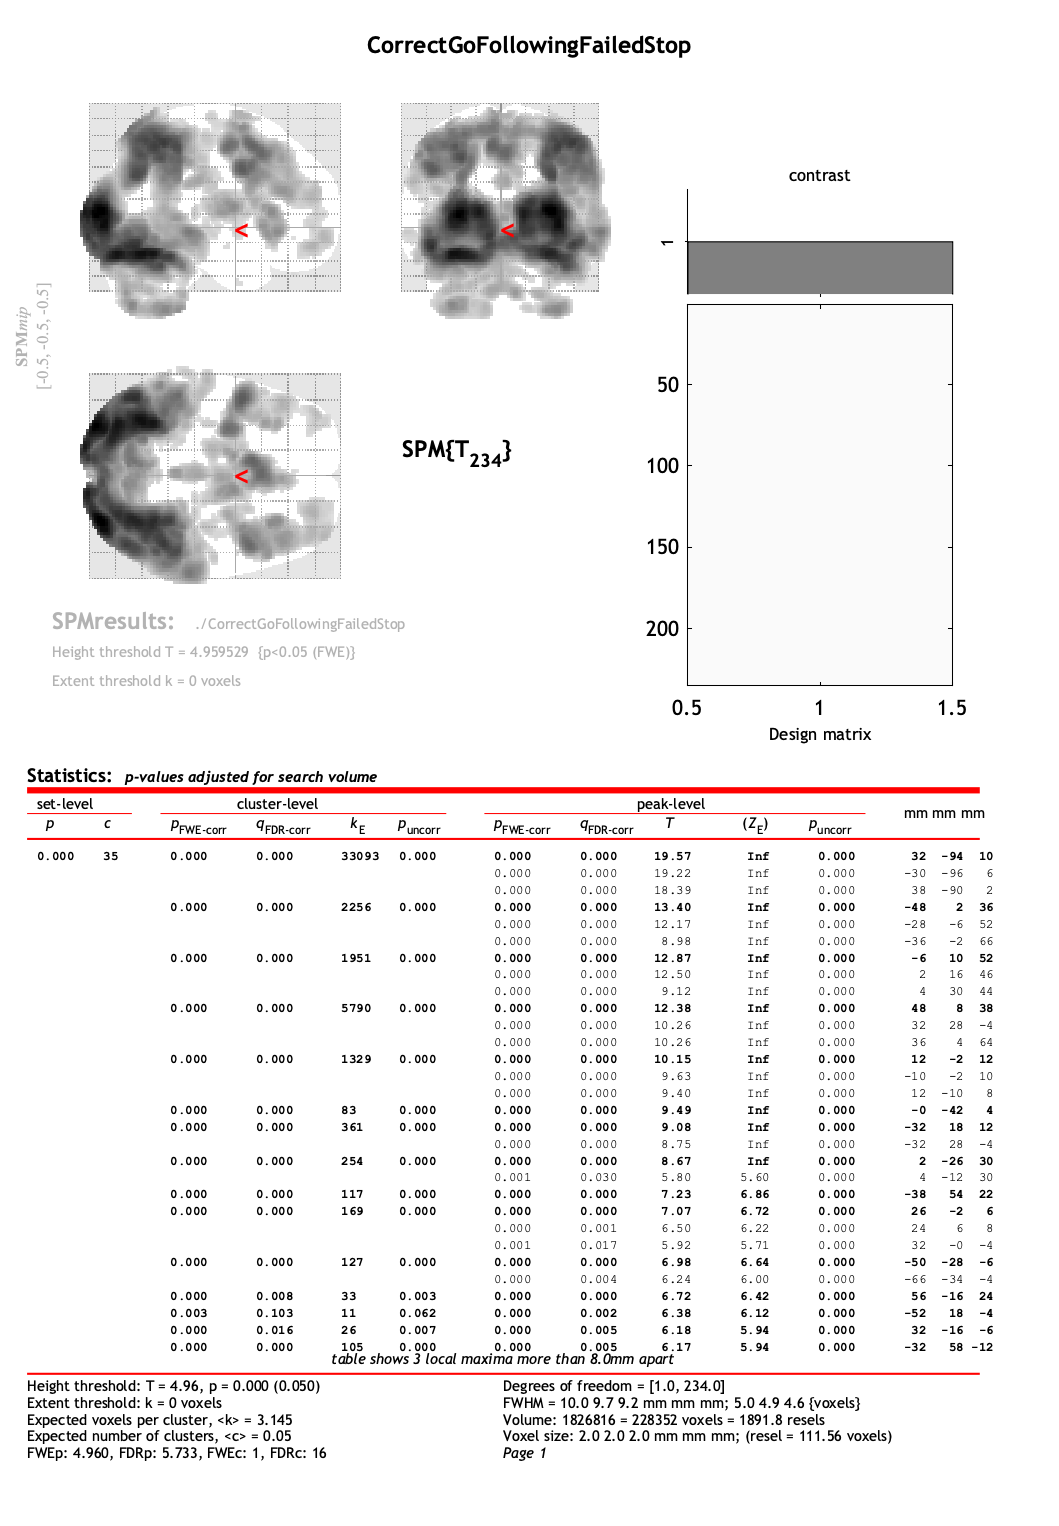 CorrectGoFollowingFailedStop
<
<
<
SPMmip
[-0.5, -0.5, -0.5]
SPM{T234}
contrast
1
50
100
150
200
0.5 1 1.5
Design matrix
SPMresults: ./CorrectGoFollowingFailedStop
Height threshold T = 4.959529 {p<0.05 (FWE)}
Extent threshold k = 0 voxels
Statistics: p-values adjusted for search volume
set-level cluster-level peak-level mm mm mm
p c pFWE-corr qFDR-corr kE puncorr pFWE-corr qFDR-corr T (ZE) puncorr
0.000 35 0.000 0.000 33093 0.000 0.000 0.000 19.57 Inf 0.000 32 -94 10
0.000 0.000 19.22 Inf 0.000 -30 -96 6
0.000 0.000 18.39 Inf 0.000 38 -90 2
0.000 0.000 2256 0.000 0.000 0.000 13.40 Inf 0.000 -48 2 36
0.000 0.000 12.17 Inf 0.000 -28 -6 52
0.000 0.000 8.98 Inf 0.000 -36 -2 66
0.000 0.000 1951 0.000 0.000 0.000 12.87 Inf 0.000 -6 10 52
0.000 0.000 12.50 Inf 0.000 2 16 46
0.000 0.000 9.12 Inf 0.000 4 30 44
0.000 0.000 5790 0.000 0.000 0.000 12.38 Inf 0.000 48 8 38
0.000 0.000 10.26 Inf 0.000 32 28 -4
0.000 0.000 10.26 Inf 0.000 36 4 64
0.000 0.000 1329 0.000 0.000 0.000 10.15 Inf 0.000 12 -2 12
0.000 0.000 9.63 Inf 0.000 -10 -2 10
0.000 0.000 9.40 Inf 0.000 12 -10 8
0.000 0.000 83 0.000 0.000 0.000 9.49 Inf 0.000 -0 -42 4
0.000 0.000 361 0.000 0.000 0.000 9.08 Inf 0.000 -32 18 12
0.000 0.000 8.75 Inf 0.000 -32 28 -4
0.000 0.000 254 0.000 0.000 0.000 8.67 Inf 0.000 2 -26 30
0.001 0.030 5.80 5.60 0.000 4 -12 30
0.000 0.000 117 0.000 0.000 0.000 7.23 6.86 0.000 -38 54 22
0.000 0.000 169 0.000 0.000 0.000 7.07 6.72 0.000 26 -2 6
0.000 0.001 6.50 6.22 0.000 24 6 8
0.001 0.017 5.92 5.71 0.000 32 -0 -4
0.000 0.000 127 0.000 0.000 0.000 6.98 6.64 0.000 -50 -28 -6
0.000 0.004 6.24 6.00 0.000 -66 -34 -4
0.000 0.008 33 0.003 0.000 0.000 6.72 6.42 0.000 56 -16 24
0.003 0.103 11 0.062 0.000 0.002 6.38 6.12 0.000 -52 18 -4
0.000 0.016 26 0.007 0.000 0.005 6.18 5.94 0.000 32 -16 -6
0.000 0.000 105 0.000 0.000 0.005 6.17 5.94 0.000 -32 58 -12
table shows 3 local maxima more than 8.0mm apart
Height threshold: T = 4.96, p = 0.000 (0.050)
Extent threshold: k = 0 voxels
Expected voxels per cluster, <k> = 3.145
Expected number of clusters, <c> = 0.05
FWEp: 4.960, FDRp: 5.733, FWEc: 1, FDRc: 16
Degrees of freedom = [1.0, 234.0]
FWHM = 10.0 9.7 9.2 mm mm mm; 5.0 4.9 4.6 {voxels}
Volume: 1826816 = 228352 voxels = 1891.8 resels
Voxel size: 2.0 2.0 2.0 mm mm mm; (resel = 111.56 voxels)
Page 1